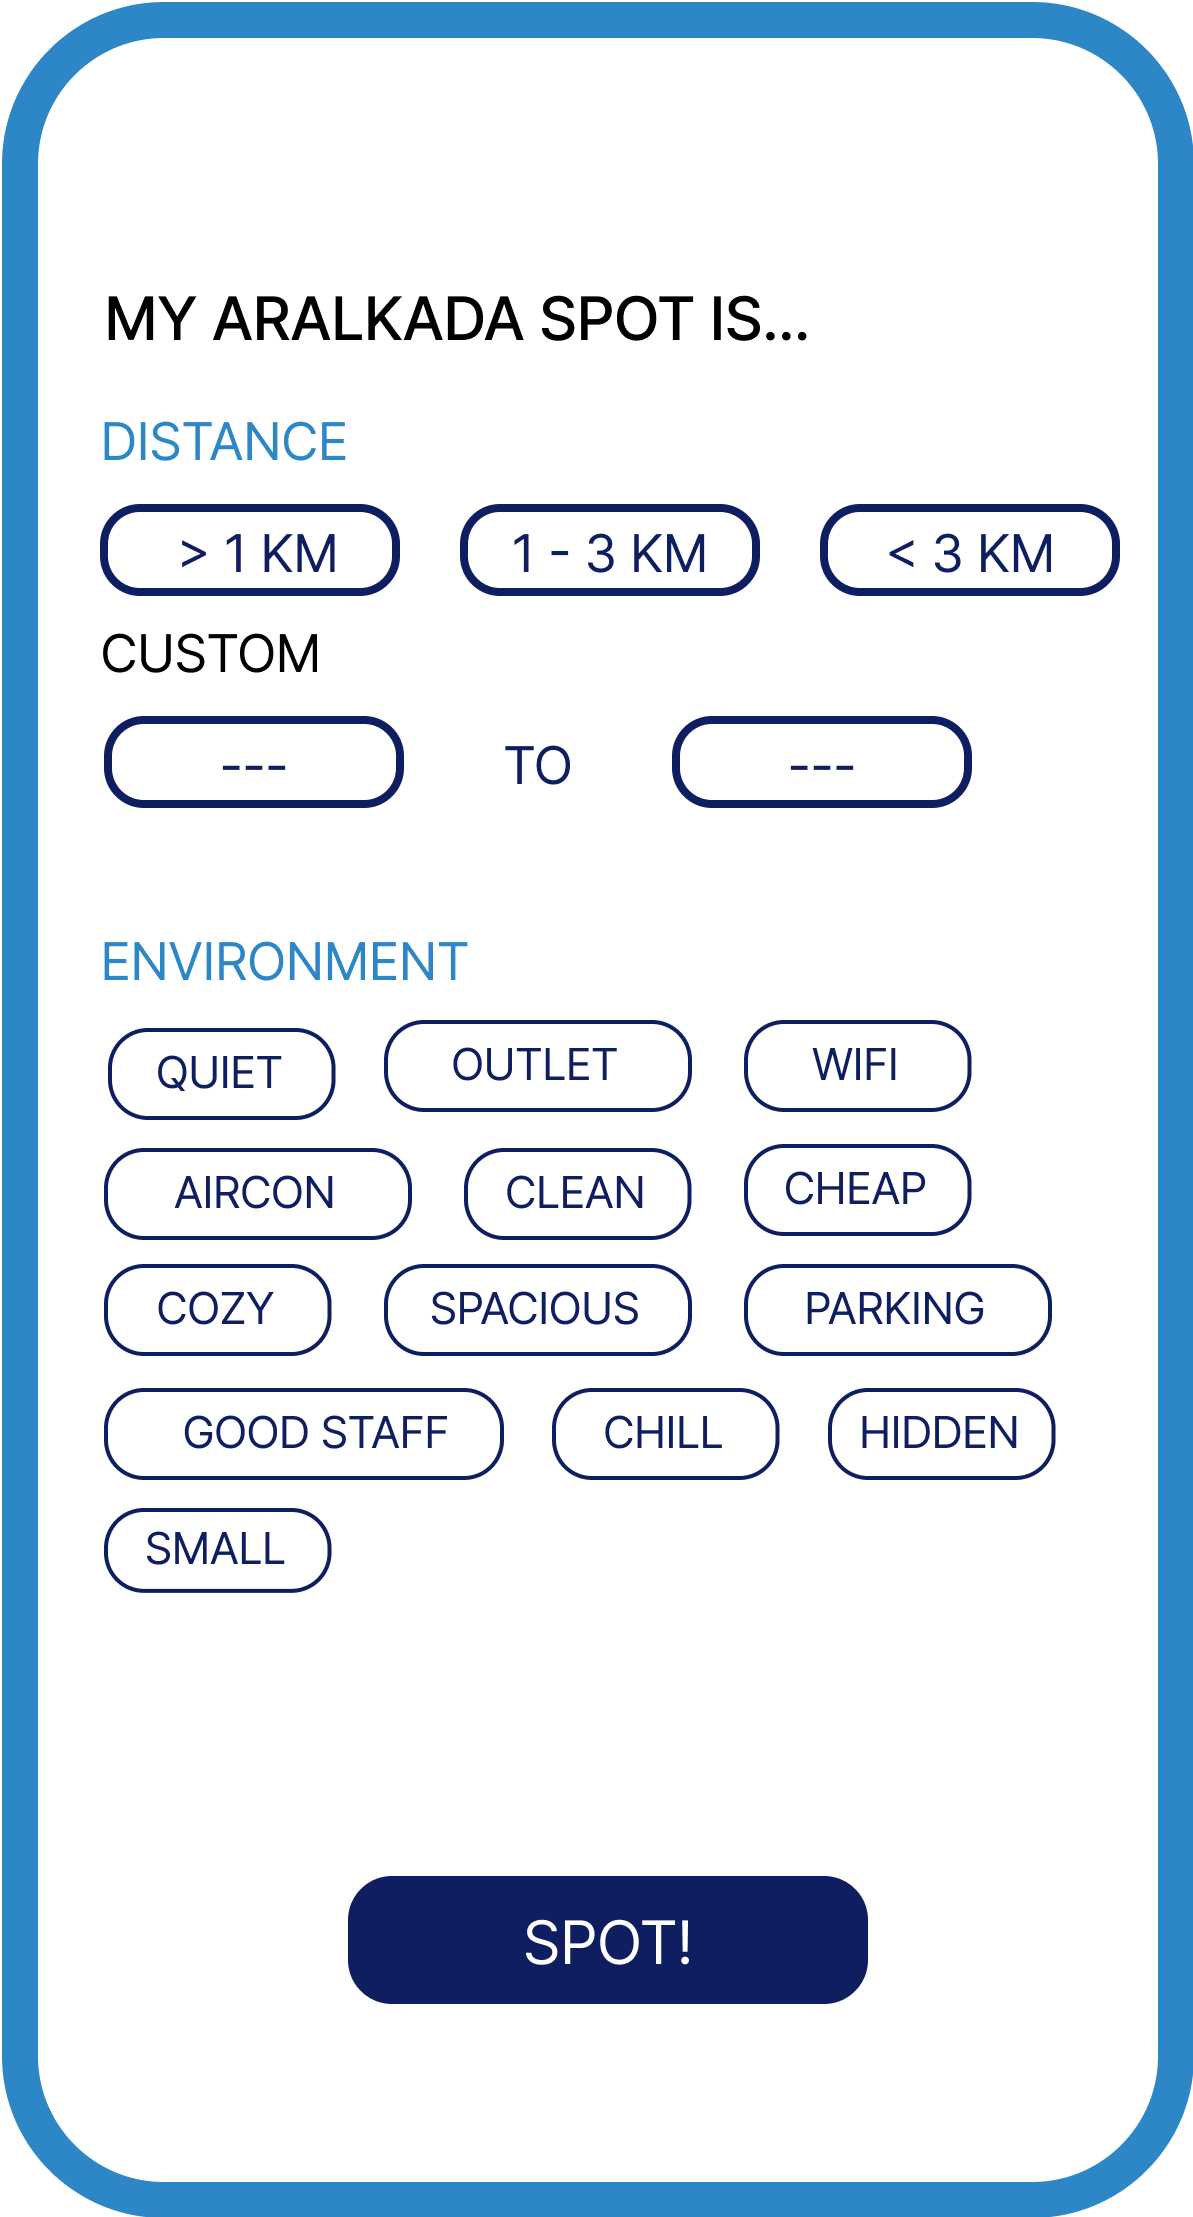 MY ARALKADA SPOT IS...
DISTANCE
> 1 KM 1 - 3 KM < 3 KM
CUSTOM
--- TO ---
ENVIRONMENT
QUIET OUTLET WIFI
AIRCON CLEAN CHEAP
COZY SPACIOUS PARKING
GOOD STAFF CHILL HIDDEN
SMALL
SPOT!